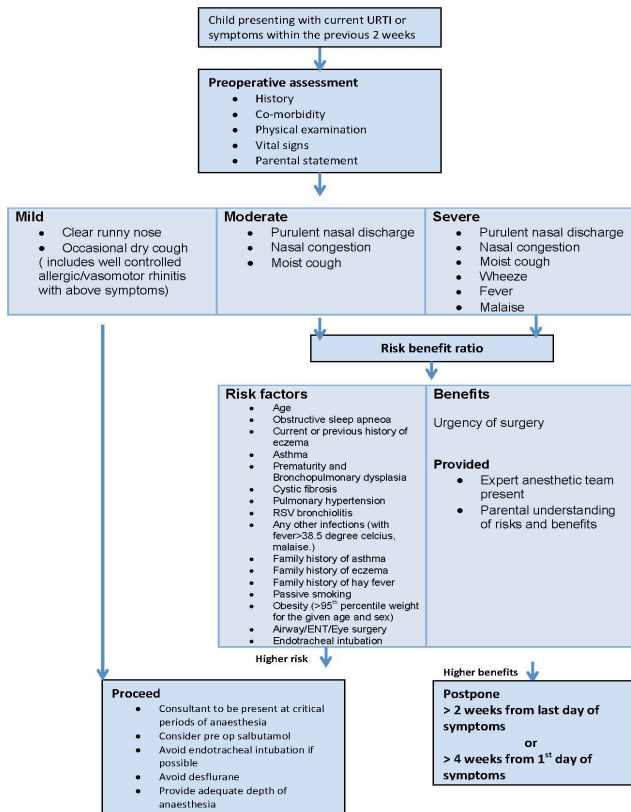 Child presenting with current URTI or
symptoms within the previous 2 weeks
Preoperative assessment
• History
• Co-morbidity
• Physical examination
• Vital signs
• Parental statement
Mild
• Clear runny nose
• Occasional dry cough
( includes well controlled
allergic/vasomotor rhinitis
with above symptoms)
Moderate
• Purulent nasal discharge
• Nasal congestion
• Moist cough
Severe
• Purulent nasal discharge
• Nasal congestion
• Moist cough
• Wheeze
• Fever
• Malaise
Risk benefit ratio
Risk factors
• Age
• Obstructive sleep apneoa
• Current or previous history of
eczema
• Asthma
• Prematurity and
Bronchopulmonary dysplasia
• Cystic fibrosis
• Pulmonary hypertension
• RSV bronchiolitis
• Any other infections (with
fever>38.5 degree celcius,
malaise.)
• Family history of asthma
• Family history of eczema
• Family history of hay fever
• Passive smoking
• Obesity (>95th percentile weight
for the given age and sex)
• Airway/ENT/Eye surgery
• Endotracheal intubation
Benefits
Urgency of surgery
Provided
• Expert anesthetic team
present
• Parental understanding
of risks and benefits
Higher risk
Higher benefits
Proceed
• Consultant to be present at critical
periods of anaesthesia
• Consider pre op salbutamol
• Avoid endotracheal intubation if
possible
• Avoid desflurane
• Provide adequate depth of
anaesthesia
Postpone
> 2 weeks from last day of
symptoms
or
> 4 weeks from 1st day of
symptoms